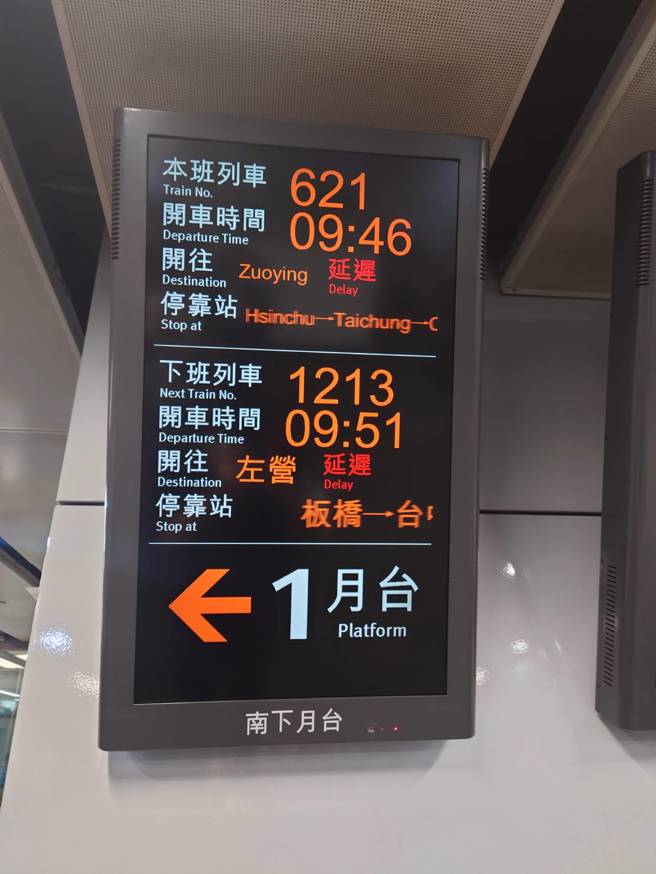 本班列車 621
Train No.
開車時間 09:46
Departure Time
開往 Zuoying 延遲
Destination Delay
停靠站 Hsinchu→Taichung→
Stop at
下班列車 1213
Next Train No.
開車時間 09:51
Departure Time
開往 左營 延遲
Destination Delay
停靠站 板橋→台
Stop at
← 1 月台
Platform
南下月台